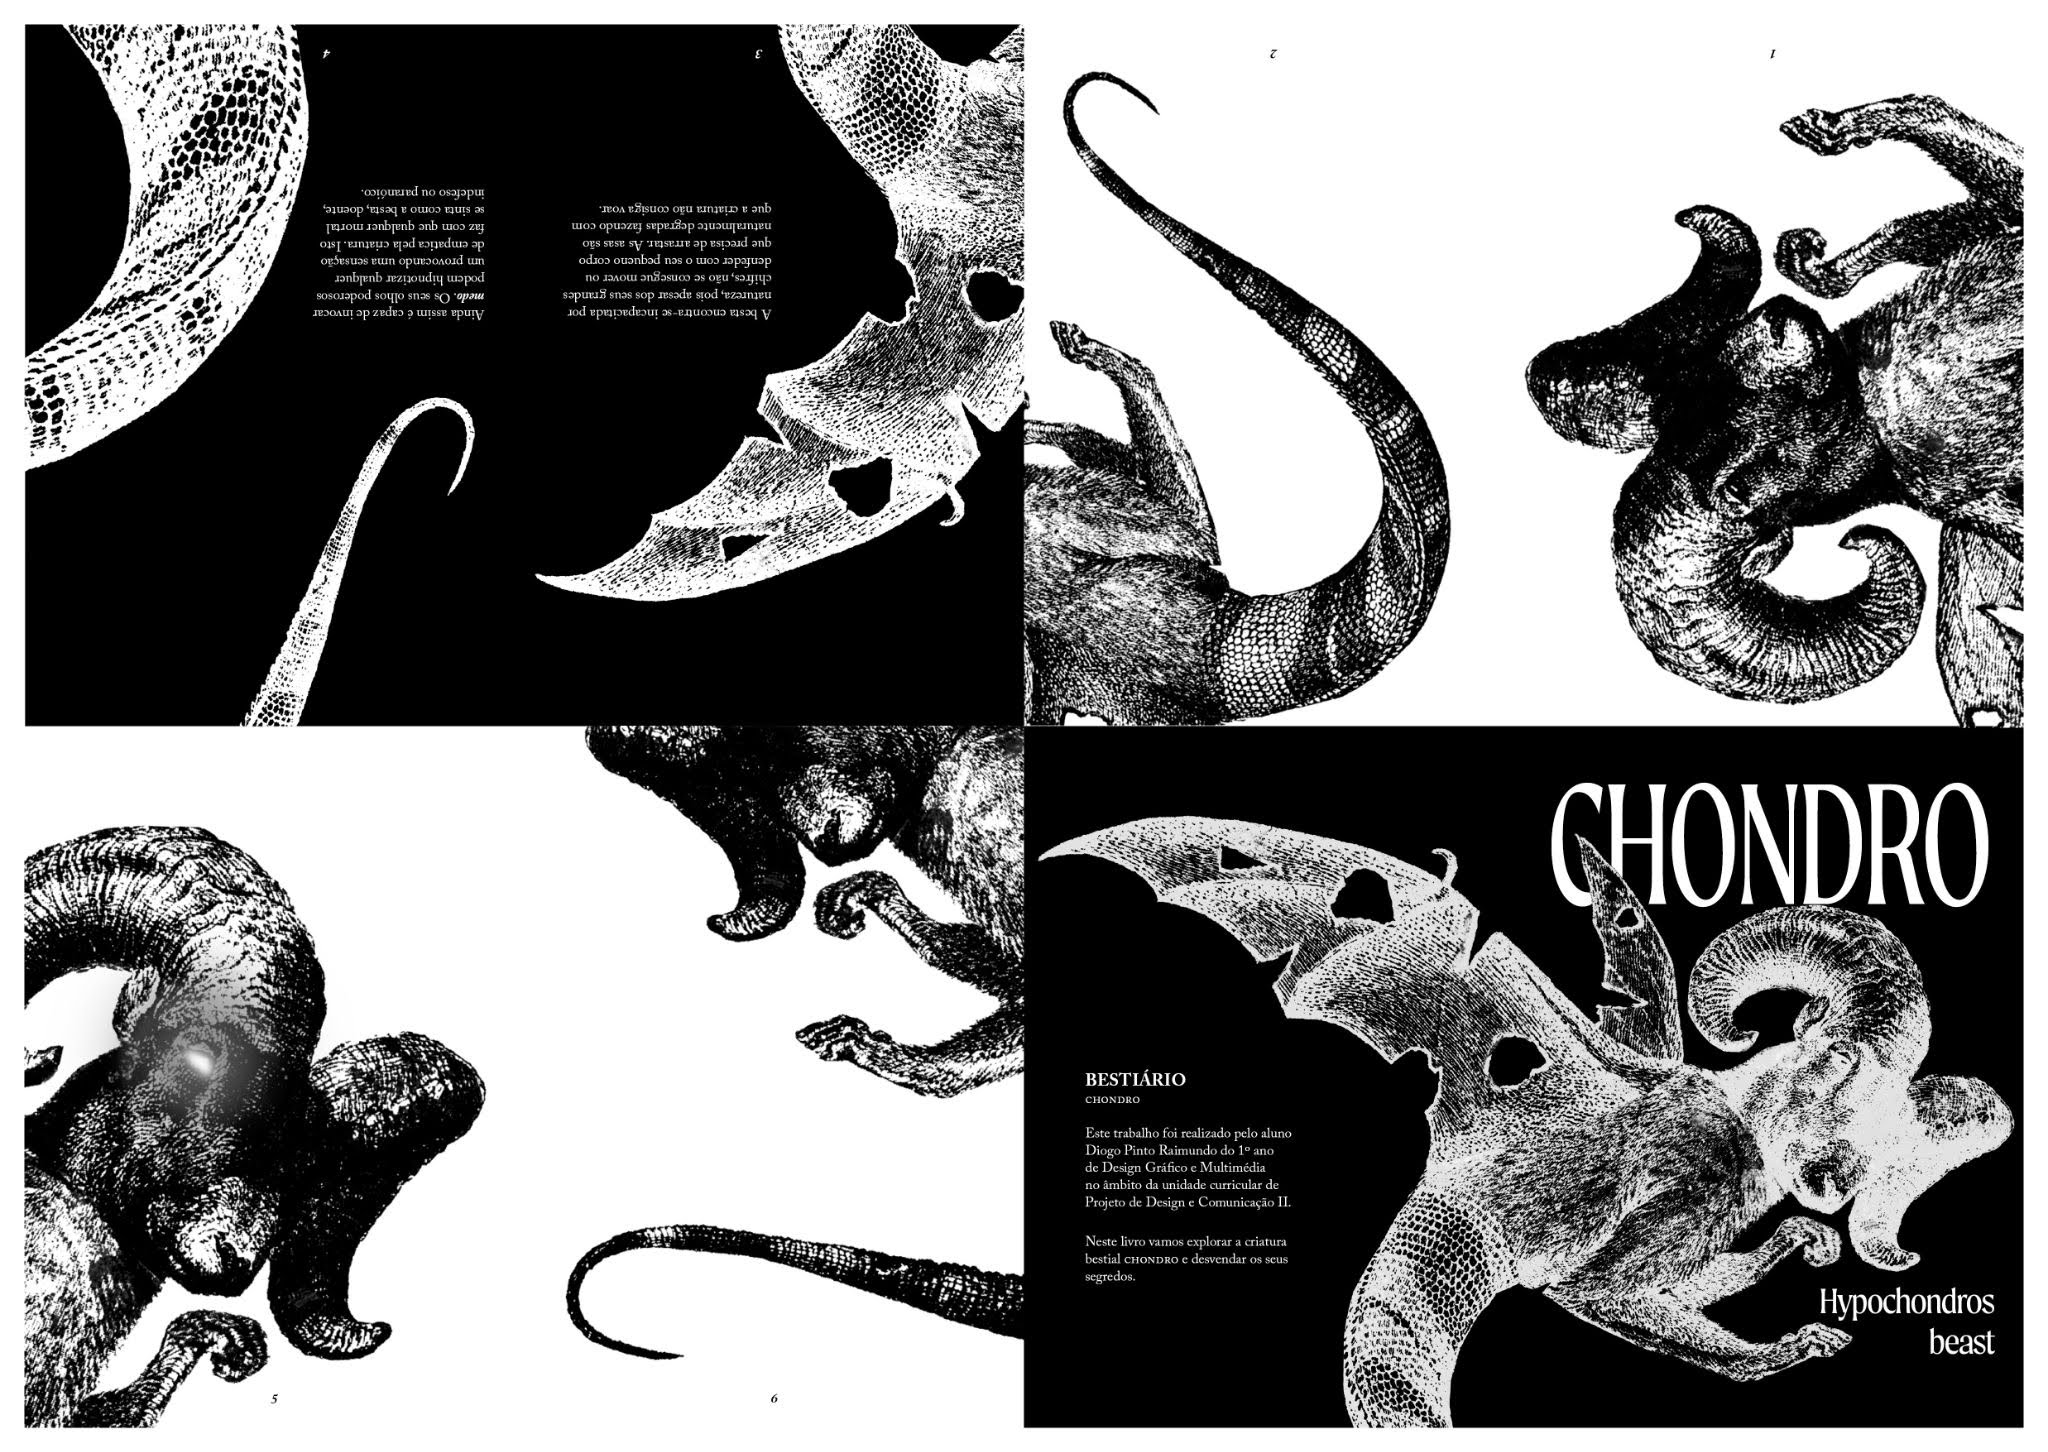 1
2
A besta encontra-se incapacitada por
natureza, pois apesar dos seus grandes
chifres, não se consegue mover ou
denfeder com o seu pequeno corpo
que precisa de arrastar. As asas são
naturalmente degradas fazendo com
que a criatura não consiga voar.
3
Ainda assim é capaz de invocar
medo. Os seus olhos poderosos
podem hipnotizar qualquer
um provocando uma sensação
de empatica pela criatura. Isto
faz com que qualquer mortal
se sinta como a besta, doente,
indefeso ou paranóico.
4
5
6
CHONDRO
BESTIÁRIO
CHONDRO
Este trabalho foi realizado pelo aluno
Diogo Pinto Raimundo do 1º ano
de Design Gráfico e Multimédia
no âmbito da unidade curricular de
Projeto de Design e Comunicação II.
Neste livro vamos explorar a criatura
bestial CHONDRO e desvendar os seus
segredos.
Hypochondros
beast